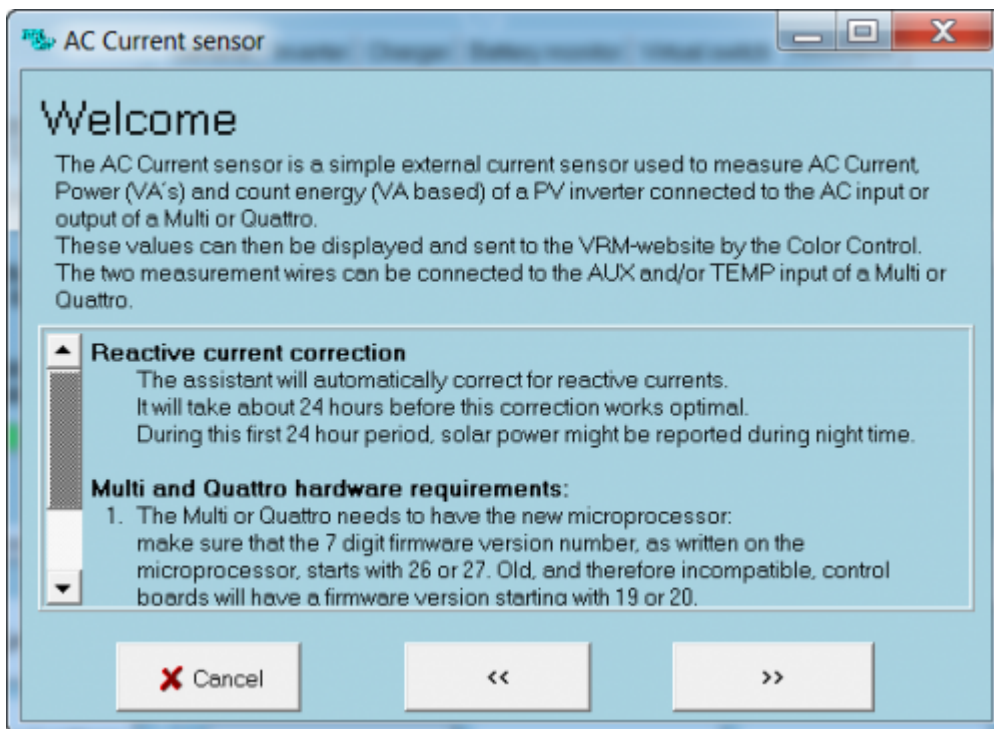 AC Current sensor
Welcome
The AC Current sensor is a simple external current sensor used to measure AC Current,
Power (VA's) and count energy (VA based) of a PV inverter connected to the AC input or
output of a Multi or Quattro.
These values can then be displayed and sent to the VRM-website by the Color Control.
The two measurement wires can be connected to the AUX and/or TEMP input of a Multi or
Quattro.
Reactive current correction
The assistant will automatically correct for reactive currents.
It will take about 24 hours before this correction works optimal.
During this first 24 hour period, solar power might be reported during night time.
Multi and Quattro hardware requirements:
1. The Multi or Quattro needs to have the new microprocessor:
make sure that the 7 digit firmware version number, as written on the
microprocessor, starts with 26 or 27. Old, and therefore incompatible, control
boards will have a firmware version starting with 19 or 20.
Cancel
<<
>>